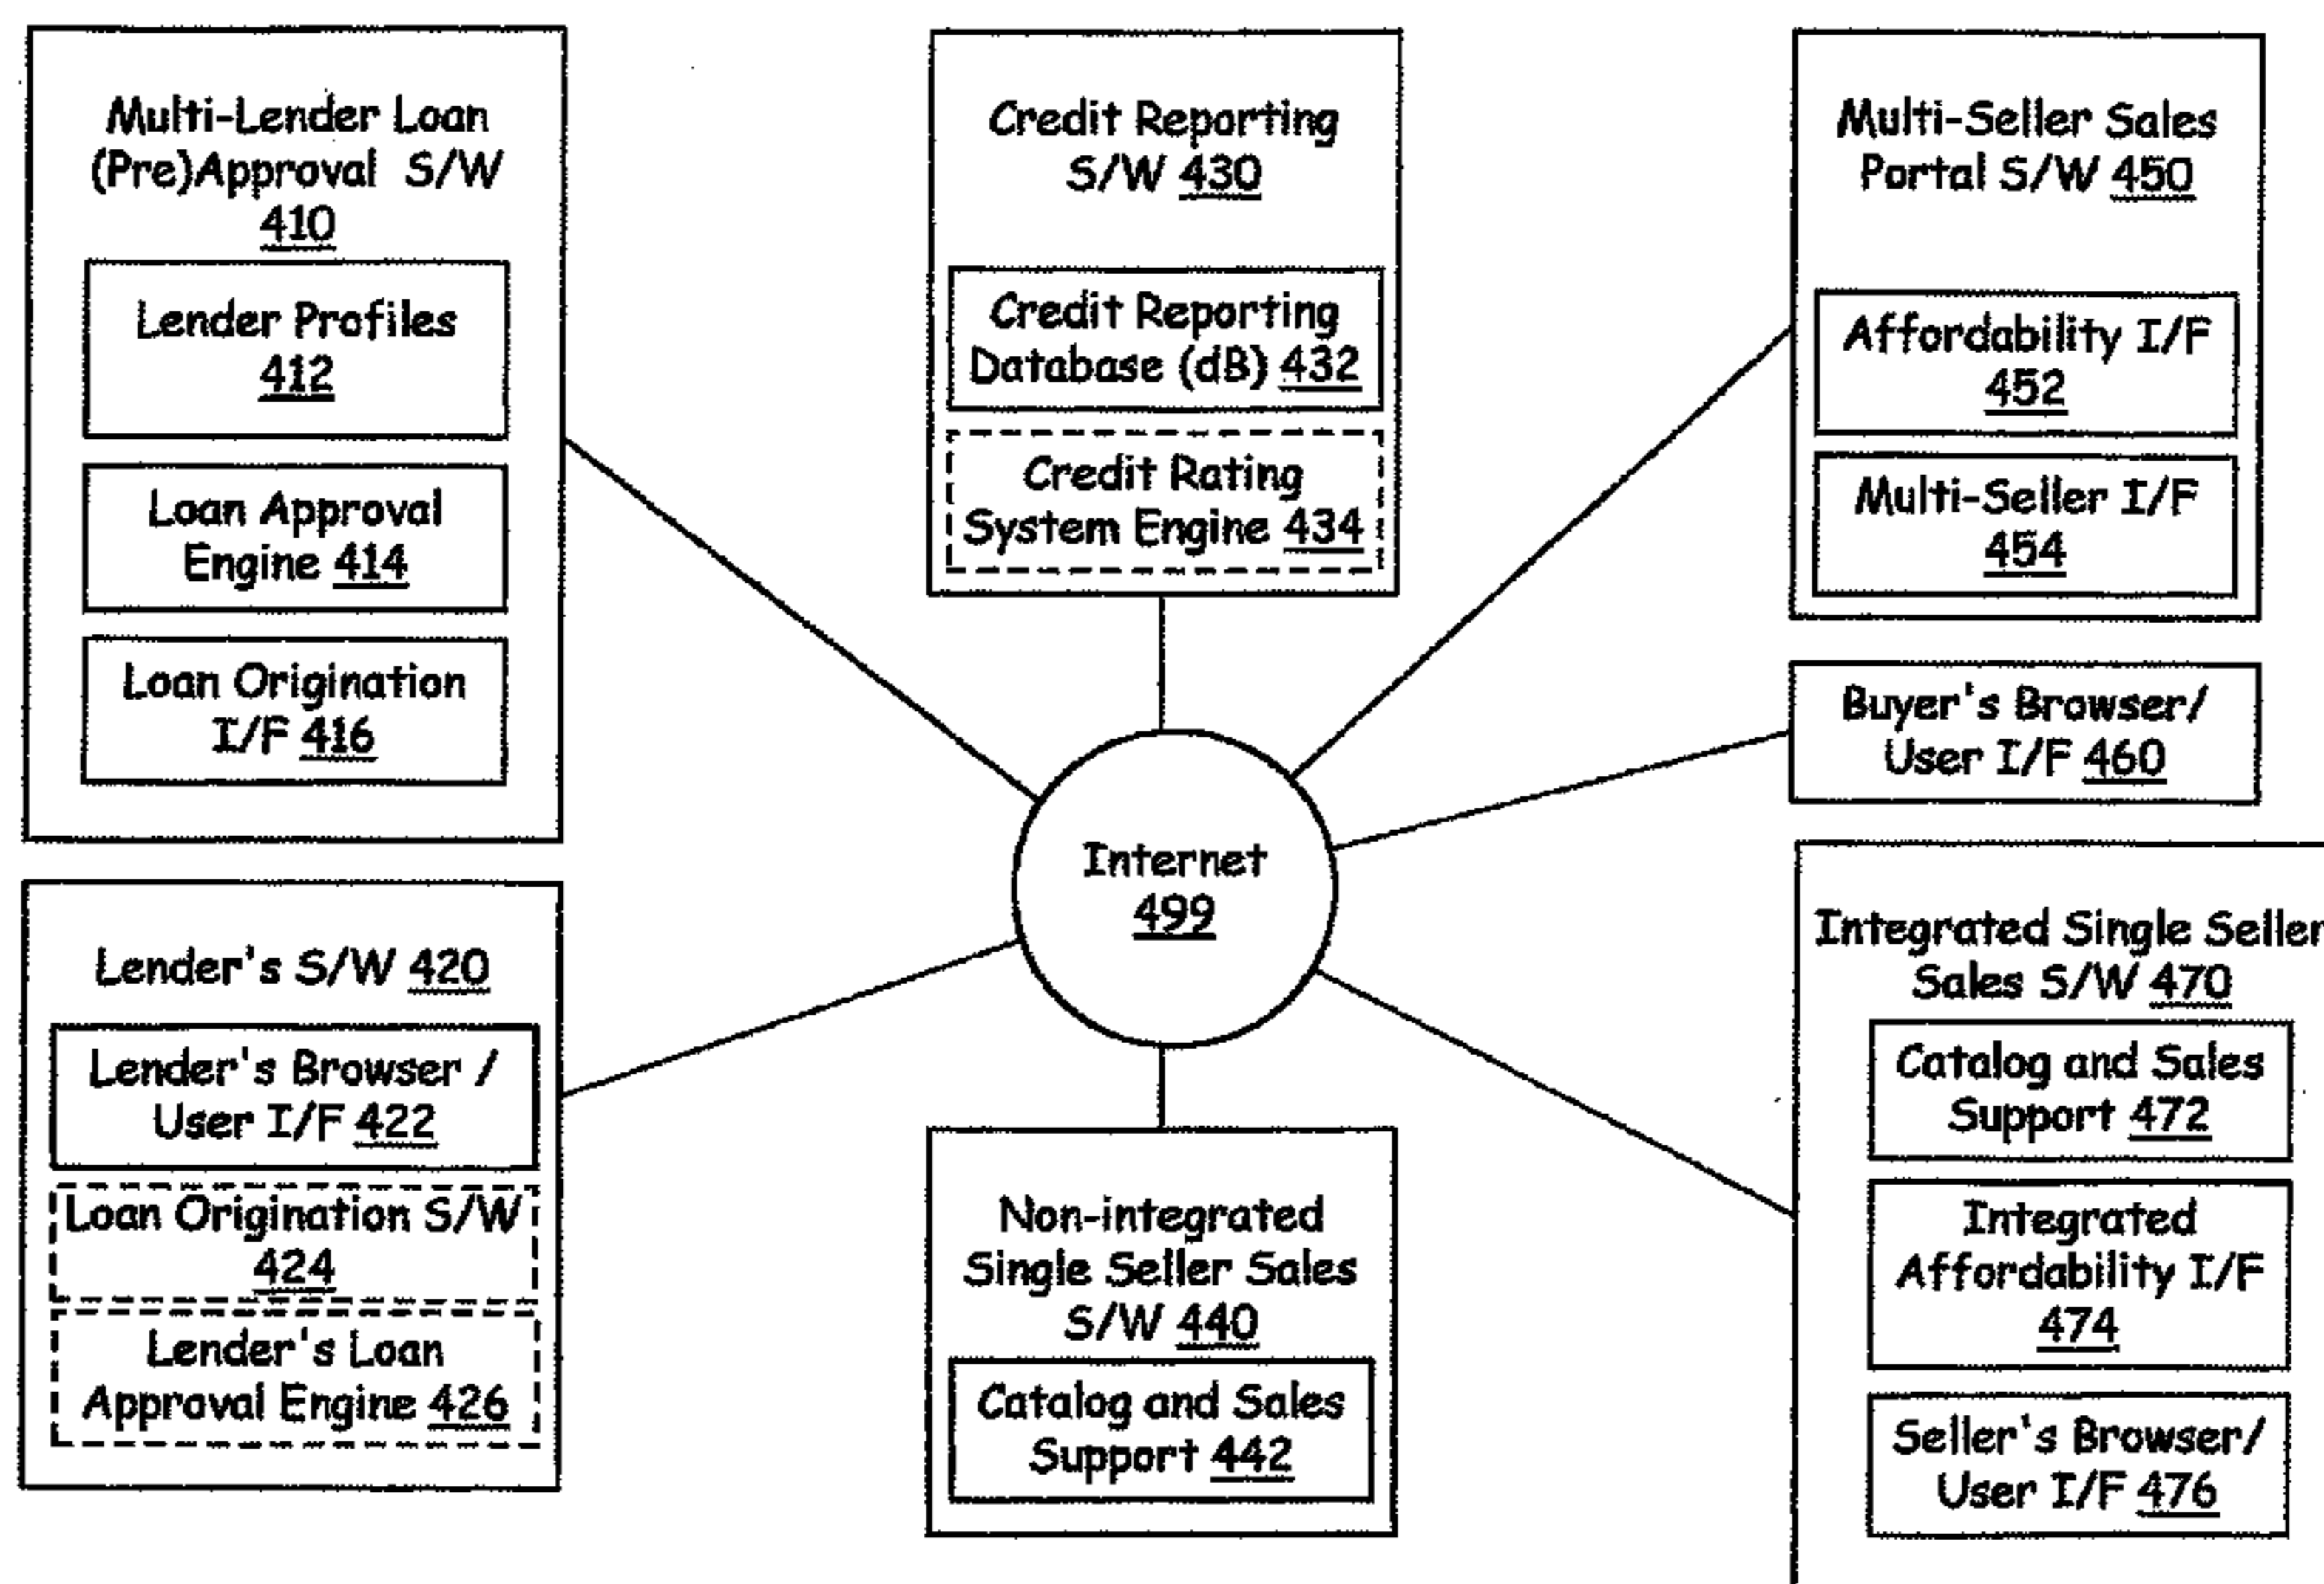 Multi-Lender Loan
(Pre)Approval S/W
410
Lender Profiles
412
Loan Approval
Engine 414
Loan Origination
I/F 416
Lender's S/W 420
Lender's Browser /
User I/F 422
Loan Origination S/W
424
Lender's Loan
Approval Engine 426
Credit Reporting
S/W 430
Credit Reporting
Database (dB) 432
Credit Rating
System Engine 434
Internet
499
Non-integrated
Single Seller Sales
S/W 440
Catalog and Sales
Support 442
Multi-Seller Sales
Portal S/W 450
Affordability I/F
452
Multi-Seller I/F
454
Buyer's Browser/
User I/F 460
Integrated Single Seller
Sales S/W 470
Catalog and Sales
Support 472
Integrated
Affordability I/F
474
Seller's Browser/
User I/F 476